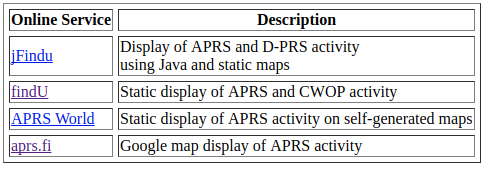 Online Service Description
jFindu Display of APRS and D-PRS activity
using Java and static maps
findU Static display of APRS and CWOP activity
APRS World Static display of APRS activity on self-generated maps
aprs.fi Google map display of APRS activity